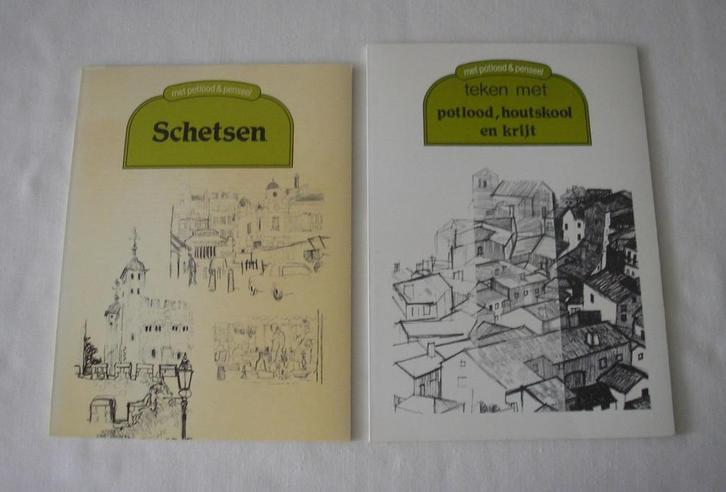 met potlood & penseel
Schetsen
met potlood & penseel
teken met
potlood, houtskool
en krijt